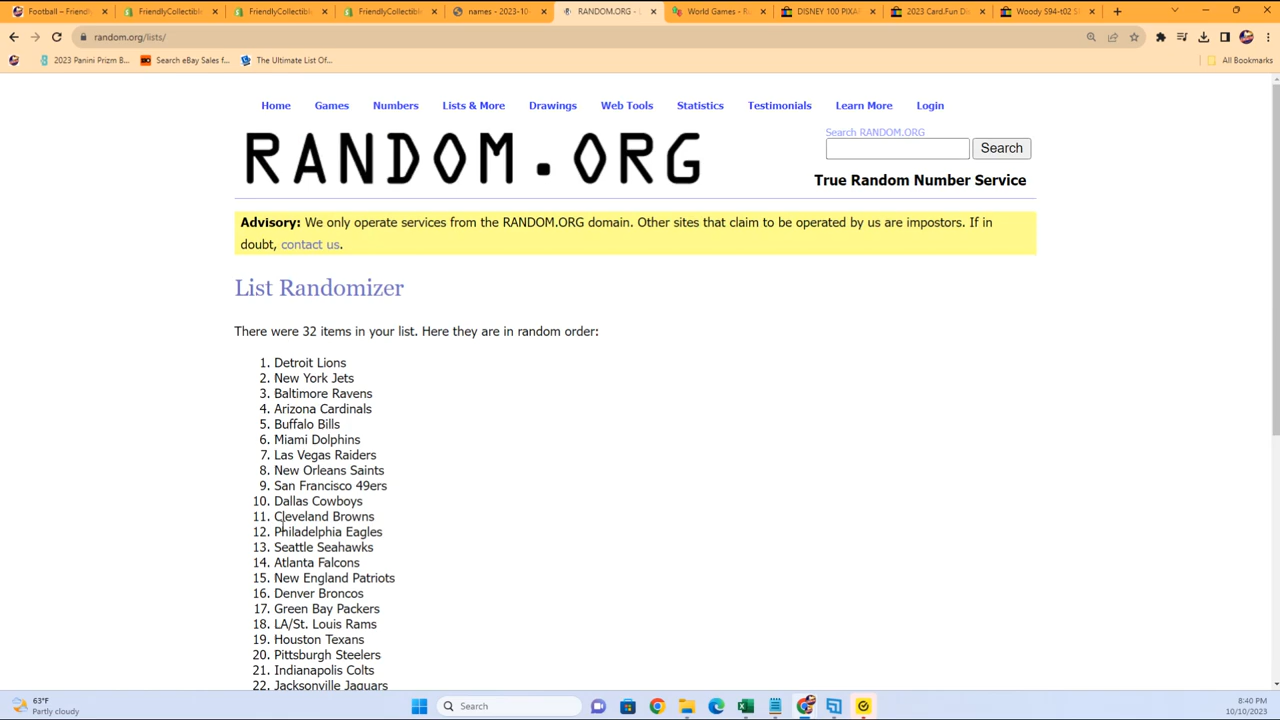 Football – Friendly
FriendlyCollectible
FriendlyCollectible
FriendlyCollectible
names - 2023-10
RANDOM.ORG - L
World Games - R
DISNEY 100 PIXA
2023 Card.Fun Di
Woody S94-t02 S
random.org/lists/
2023 Panini Prizm B...
Search eBay Sales f...
The Ultimate List Of...
All Bookmarks
Home Games Numbers Lists & More Drawings Web Tools Statistics Testimonials Learn More Login
RANDOM.ORG
Search RANDOM.ORG
Search
True Random Number Service
Advisory: We only operate services from the RANDOM.ORG domain. Other sites that claim to be operated by us are impostors. If in
doubt, contact us.
List Randomizer
There were 32 items in your list. Here they are in random order:
1. Detroit Lions
2. New York Jets
3. Baltimore Ravens
4. Arizona Cardinals
5. Buffalo Bills
6. Miami Dolphins
7. Las Vegas Raiders
8. New Orleans Saints
9. San Francisco 49ers
10. Dallas Cowboys
11. Cleveland Browns
12. Philadelphia Eagles
13. Seattle Seahawks
14. Atlanta Falcons
15. New England Patriots
16. Denver Broncos
17. Green Bay Packers
18. LA/St. Louis Rams
19. Houston Texans
20. Pittsburgh Steelers
21. Indianapolis Colts
22. Jacksonville Jaguars
63°F
Partly cloudy
Search
8:40 PM
10/10/2023